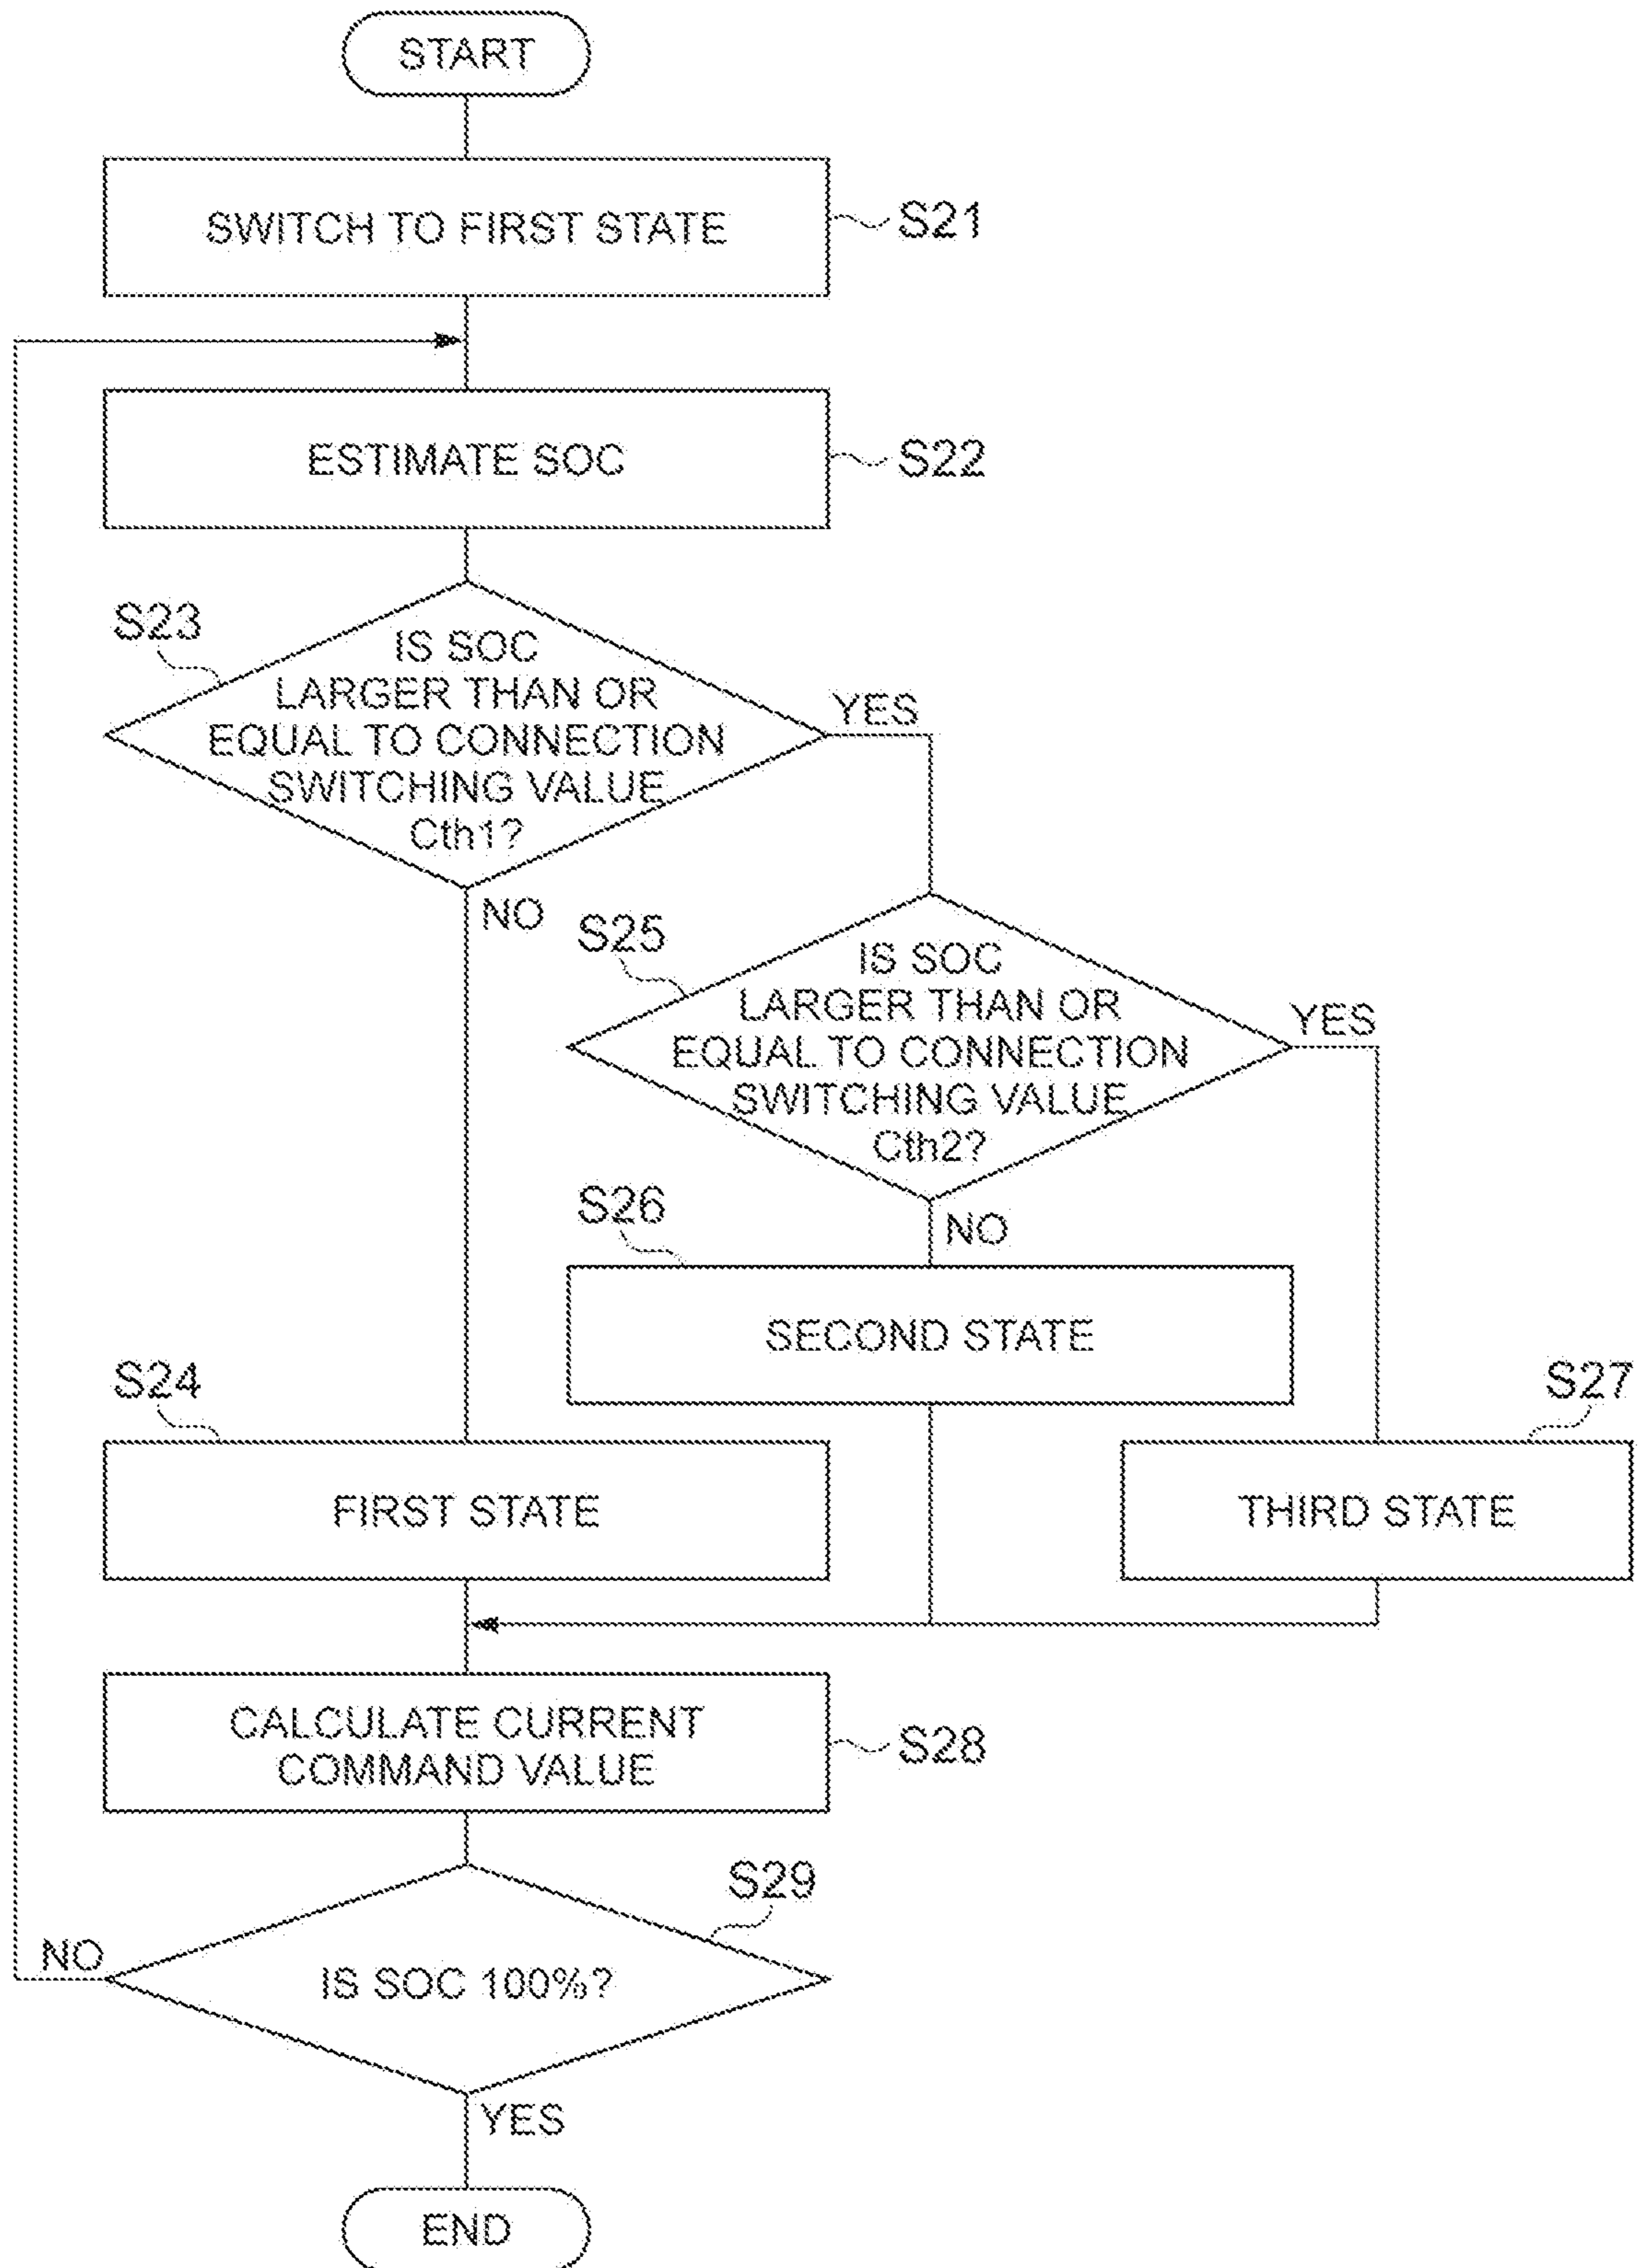 START
SWITCH TO FIRST STATE
S21
ESTIMATE SOC
S22
S23
IS SOC
LARGER THAN OR
EQUAL TO CONNECTION
SWITCHING VALUE
Cth1?
YES
NO
S25
IS SOC
LARGER THAN OR
EQUAL TO CONNECTION
SWITCHING VALUE
Cth2?
YES
NO
S26
SECOND STATE
S24
FIRST STATE
S27
THIRD STATE
CALCULATE CURRENT
COMMAND VALUE
S28
S29
IS SOC 100%?
NO
YES
END